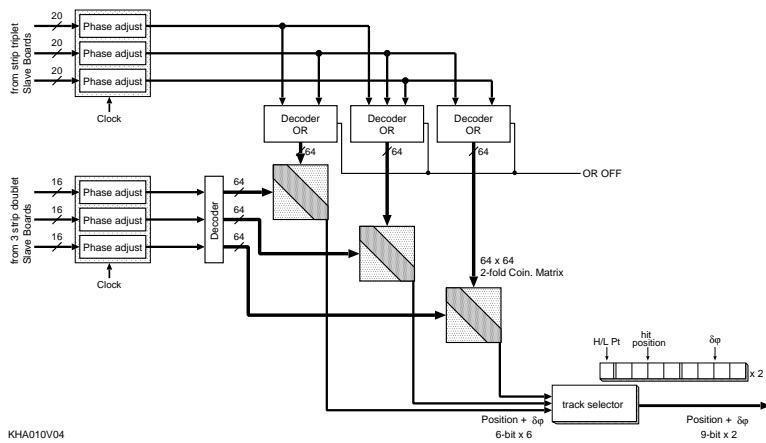 from strip triplet
Slave Boards
20
Phase adjust
20
Phase adjust
20
Phase adjust
Clock
Decoder
OR
Decoder
OR
Decoder
OR
64
64
64
OR OFF
from 3 strip doublet
Slave Boards
16
Phase adjust
16
Phase adjust
16
Phase adjust
Clock
Decoder
64
64
64
64 x 64
2-fold Coin. Matrix
H/L Pt
hit
position
δφ
x 2
track selector
Position + δφ
6-bit x 6
Position + δφ
9-bit x 2
KHA010V04